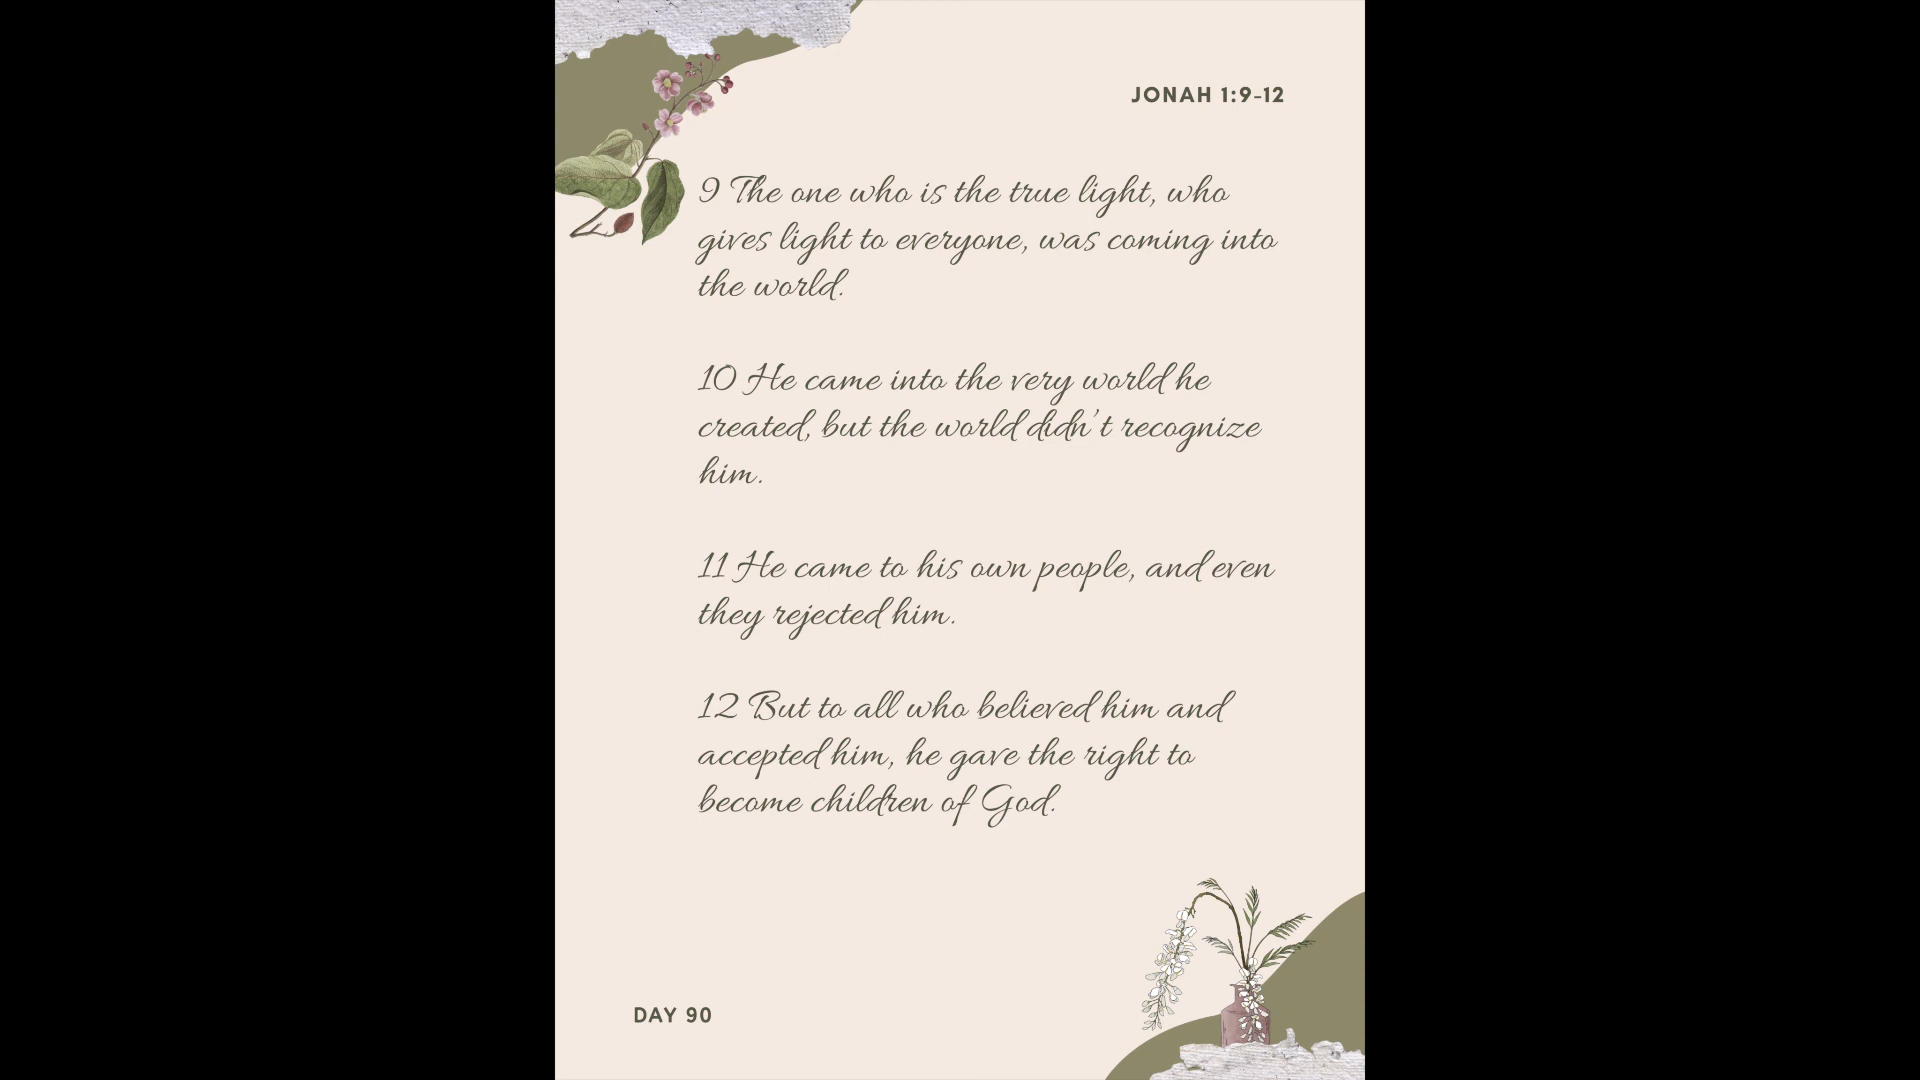 JONAH 1:9-12
9 The one who is the true light, who
gives light to everyone, was coming into
the world.
10 He came into the very world he
created, but the world didn't recognize
him.
11 He came to his own people, and even
they rejected him.
12 But to all who believed him and
accepted him, he gave the right to
become children of God.
DAY 90